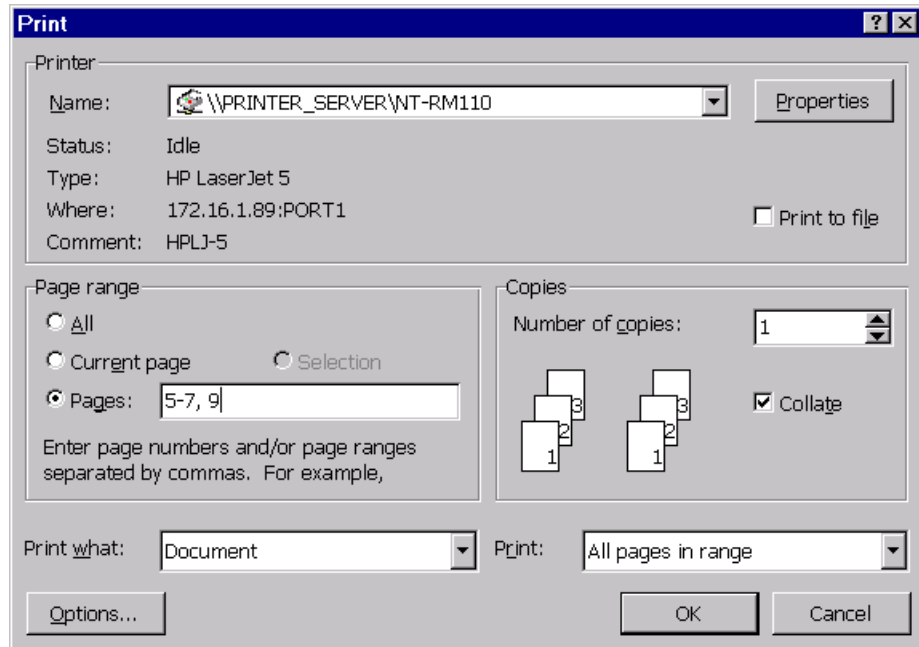 Print
Printer
Name: \\PRINTER_SERVER\NT-RM110 Properties
Status: Idle
Type: HP LaserJet 5
Where: 172.16.1.89:PORT1
Print to file
Comment: HPLJ-5
Page range
All
Current page Selection
Pages: 5-7, 9
Enter page numbers and/or page ranges
separated by commas. For example,
Copies
Number of copies: 1
3 3
2 2
1 1
Collate
Print what: Document Print: All pages in range
Options... OK Cancel